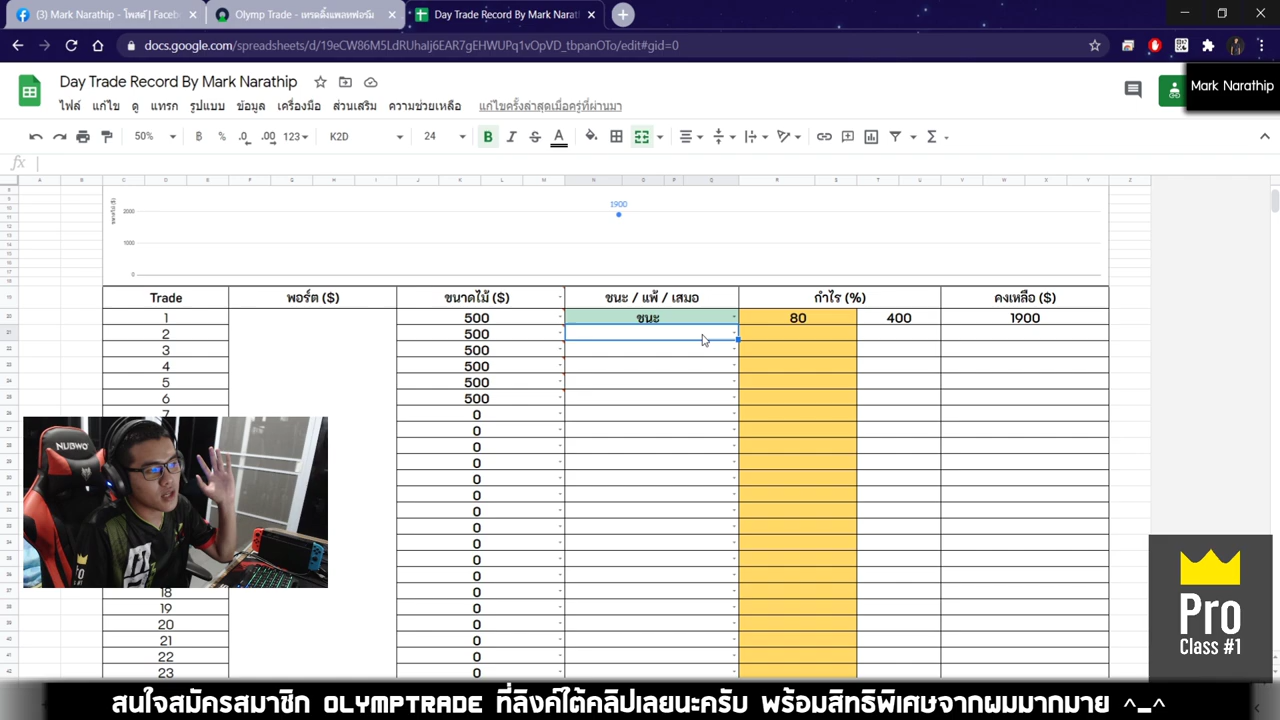 (3) Mark Narathip - โพสต์ | Faceb
Olymp Trade - เทรดดิ้งแพลทฟอร์ม
Day Trade Record By Mark Narat
docs.google.com/spreadsheets/d/19eCW86M5LdRUhaIj6EAR7gEHWUPq1vOpVD_tbpanOTo/edit#gid=0
Day Trade Record By Mark Narathip
Mark Narathip
ไฟล์ แก้ไข ดู แทรก รูปแบบ ข้อมูล เครื่องมือ ส่วนเสริม ความช่วยเหลือ แก้ไขครั้งล่าสุดเมื่อครู่ที่ผ่านมา
50% ฿ % .0 .00 123 K2D 24 B I S A
fx
1900
2000
1000
0
ขนาดไม้ ($)
Trade พอร์ต ($) ขนาดไม้ ($) ชนะ / แพ้ / เสมอ กำไร (%) คงเหลือ ($)
1 500 ชนะ 80 400 1900
2 500
3 500
4 500
5 500
6 500
7 0
0
0
0
0
0
0
0
0
0
0
18 0
19 0
20 0
21 0
22 0
23 0
NUBWO
Pro
Class #1
สนใจสมัครสมาชิก OLYMPTRADE ที่ลิงค์ใต้คลิปเลยนะครับ พร้อมสิทธิพิเศษจากผมมากมาย ^_^